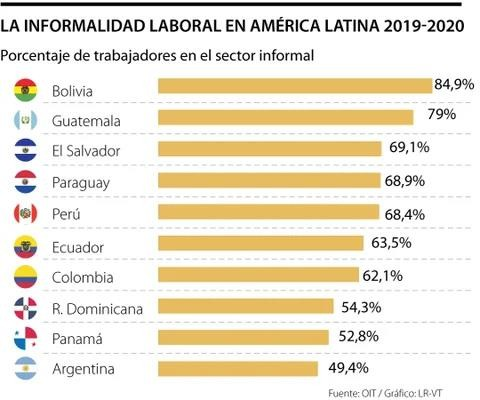 LA INFORMALIDAD LABORAL EN AMÉRICA LATINA 2019-2020
Porcentaje de trabajadores en el sector informal
Bolivia 84,9%
Guatemala 79%
El Salvador 69,1%
Paraguay 68,9%
Perú 68,4%
Ecuador 63,5%
Colombia 62,1%
R. Dominicana 54,3%
Panamá 52,8%
Argentina 49,4%
Fuente: OIT / Gráfico: LR-VT